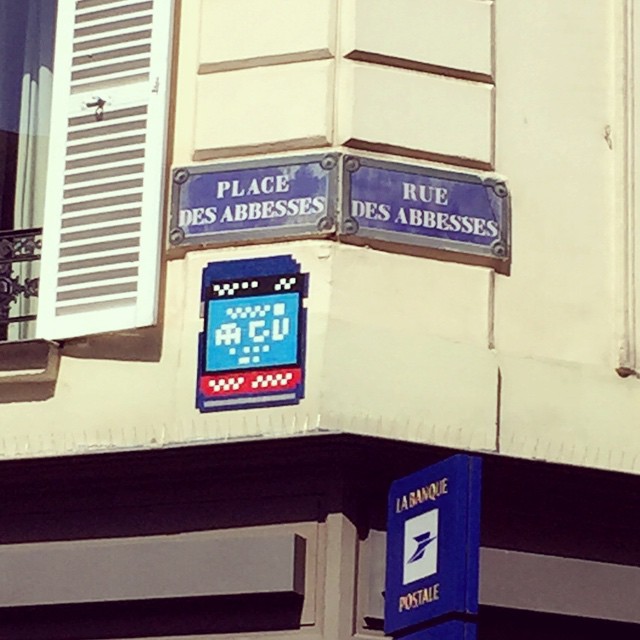 PLACE
DES ABBESSES
RUE
DES ABBESSES
LA BANQUE
POSTALE